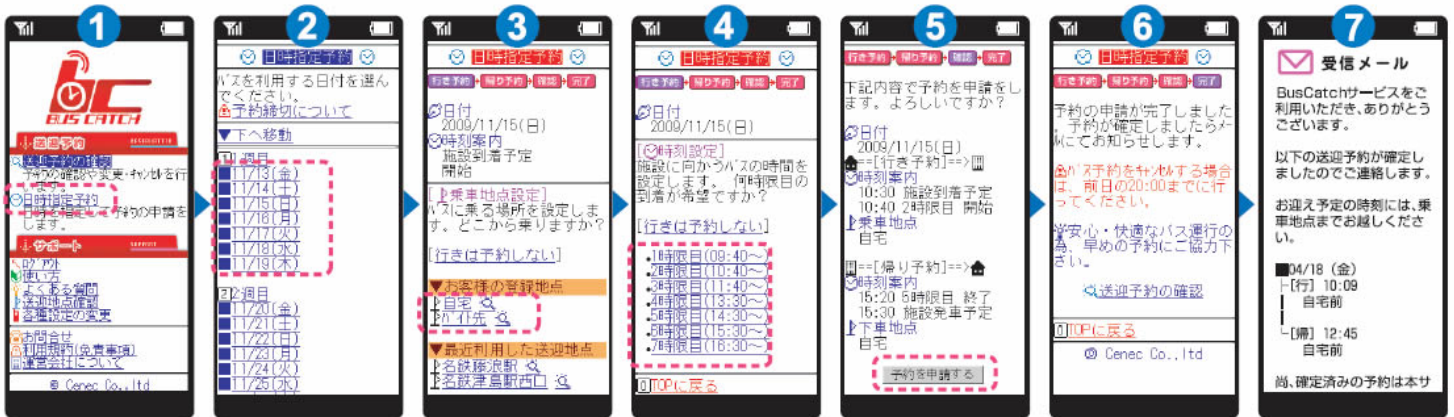 1
BUS CATCH
送迎予約
送迎予約の確認
予約の確認や変更・ｷｬﾝｾﾙを行
います。
日時指定予約
日時を指定して予約の申請を
します。
サポート
SUPPORT
ﾛｸﾞｱｳﾄ
使い方
よくある質問
送迎地点確認
各種設定の変更
お問合せ
利用規約(免責事項)
運営会社について
© Cenec Co.,ltd
2
日時指定予約
ﾊﾞｽを利用する日付を選ん
でください。
予約締切について
▼下へ移動
1 1週目
11/13(金)
11/14(土)
11/15(日)
11/16(月)
11/17(火)
11/18(水)
11/19(木)
2 2週目
11/20(金)
11/21(土)
11/22(日)
11/23(月)
11/24(火)
11/25(水)
3
日時指定予約
行き予約→帰り予約→確認→完了
日付
2009/11/15(日)
時刻案内
施設到着予定
開始
[乗車地点設定]
ﾊﾞｽに乗る場所を設定しま
す。どこから乗りますか?
[行きは予約しない]
▼お客様の登録地点
自宅
ﾊﾞｲﾄ先
▼最近利用した送迎地点
名鉄藤浪駅
名鉄津島駅西口
4
日時指定予約
行き予約→帰り予約→確認→完了
日付
2009/11/15(日)
[時刻設定]
施設に向かうﾊﾞｽの時間を
設定します。 何時限目の
到着が希望ですか?
[行きは予約しない]
・1時限目(09:40～)
・2時限目(10:40～)
・3時限目(11:40～)
・4時限目(13:30～)
・5時限目(14:30～)
・6時限目(15:30～)
・7時限目(16:30～)
0 TOPに戻る
5
行き予約→帰り予約→確認→完了
下記内容で予約を申請をし
ます。よろしいですか?
日付
2009/11/15(日)
==[行き予約]==>
時刻案内
10:30 施設到着予定
10:40 2時限目 開始
乗車地点
自宅
==[帰り予約]==>
時刻案内
15:20 5時限目 終了
15:30 施設発車予定
下車地点
自宅
予約を申請する
6
日時指定予約
行き予約→帰り予約→確認→完了
予約の申請が完了しました
。予約が確定しましたらﾒｰ
ﾙにてお知らせします。
ﾊﾞｽ予約をｷｬﾝｾﾙする場合
は、前日の20:00までに行
ってください。
安心・快適なバス運行の
為、早めの予約にご協力下
さい。
送迎予約の確認
0 TOPに戻る
© Cenec Co.,ltd
7
受信メール
BusCatchサービスをご
利用いただき、ありがとう
ございます。
以下の送迎予約が確定し
ましたのでご連絡します。
お迎え予定の時刻には、乗
車地点までお越しくださ
い。
■04/18 (金)
├[行] 10:09
自宅前
└[帰] 12:45
自宅前
尚、確定済みの予約は本サ